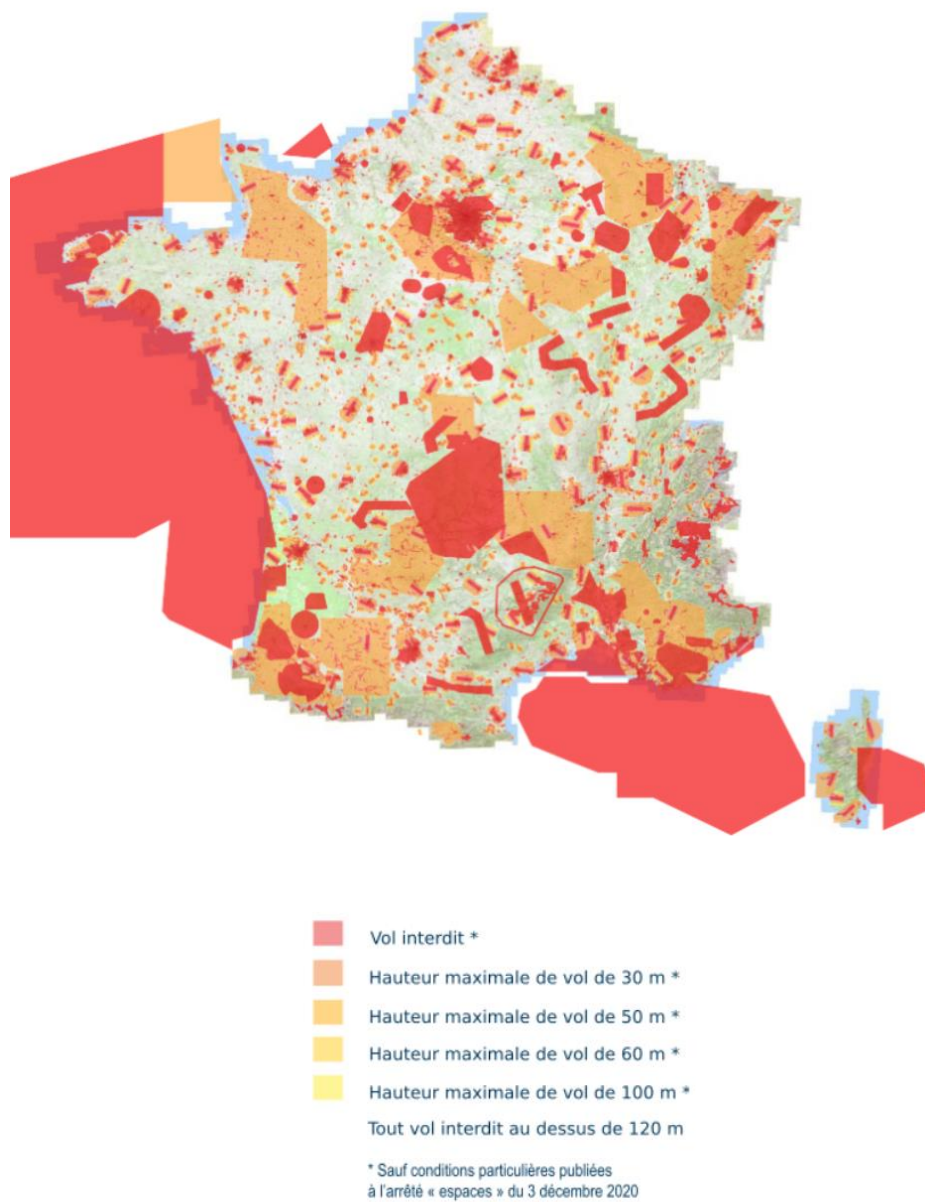 Vol interdit *
Hauteur maximale de vol de 30 m *
Hauteur maximale de vol de 50 m *
Hauteur maximale de vol de 60 m *
Hauteur maximale de vol de 100 m *
Tout vol interdit au dessus de 120 m
* Sauf conditions particulières publiées
à l'arrêté « espaces » du 3 décembre 2020